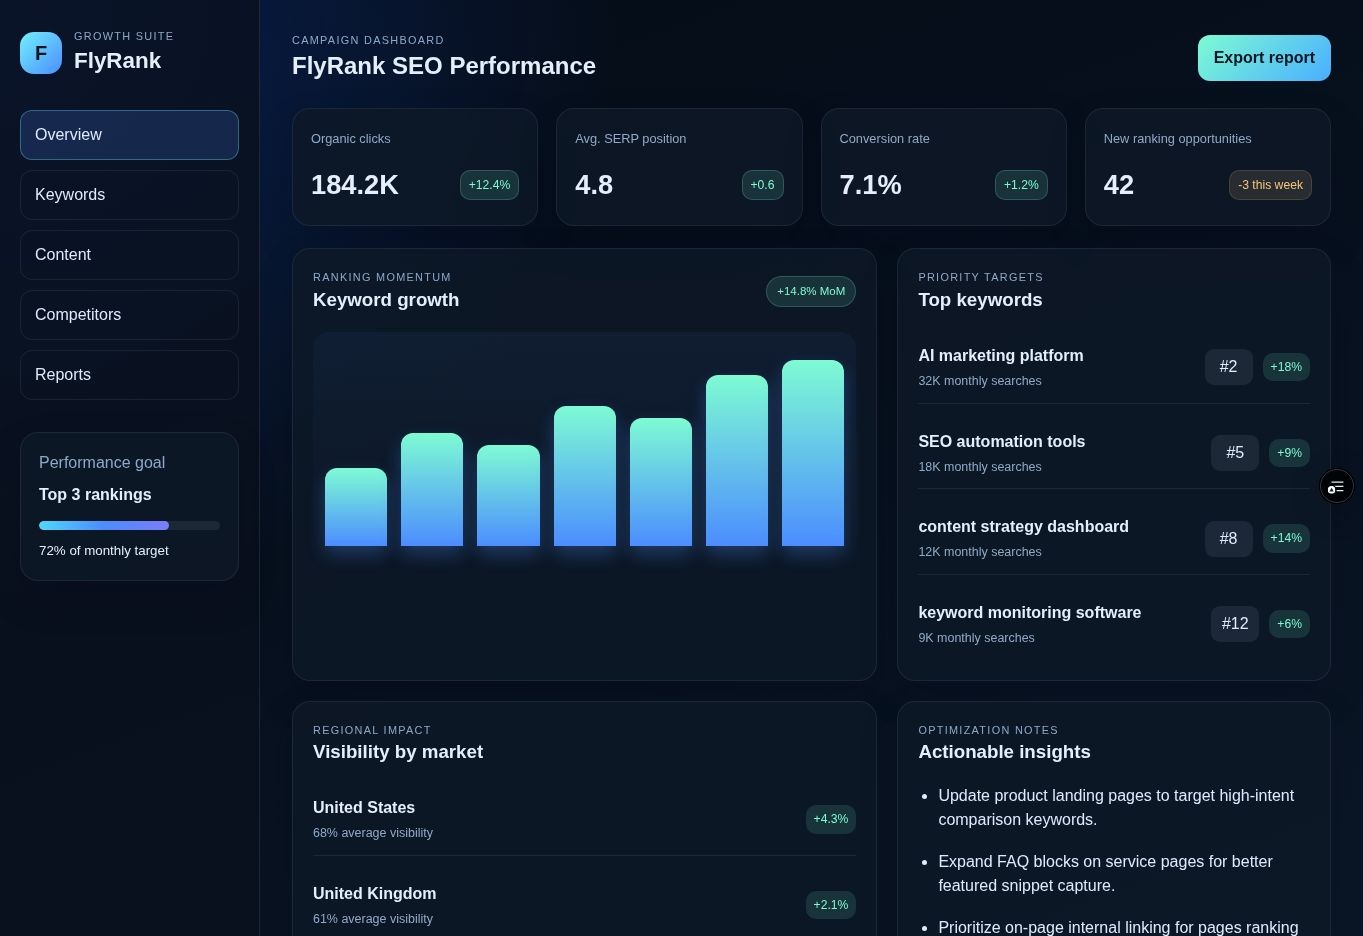 F
GROWTH SUITE
FlyRank
Overview
Keywords
Content
Competitors
Reports
Performance goal
Top 3 rankings
72% of monthly target
CAMPAIGN DASHBOARD
FlyRank SEO Performance
Export report
Organic clicks
184.2K
+12.4%
Avg. SERP position
4.8
+0.6
Conversion rate
7.1%
+1.2%
New ranking opportunities
42
-3 this week
RANKING MOMENTUM
Keyword growth
+14.8% MoM
PRIORITY TARGETS
Top keywords
AI marketing platform
32K monthly searches
#2
+18%
SEO automation tools
18K monthly searches
#5
+9%
content strategy dashboard
12K monthly searches
#8
+14%
keyword monitoring software
9K monthly searches
#12
+6%
REGIONAL IMPACT
Visibility by market
United States
68% average visibility
+4.3%
United Kingdom
61% average visibility
+2.1%
OPTIMIZATION NOTES
Actionable insights
• Update product landing pages to target high-intent
comparison keywords.
• Expand FAQ blocks on service pages for better
featured snippet capture.
• Prioritize on-page internal linking for pages ranking